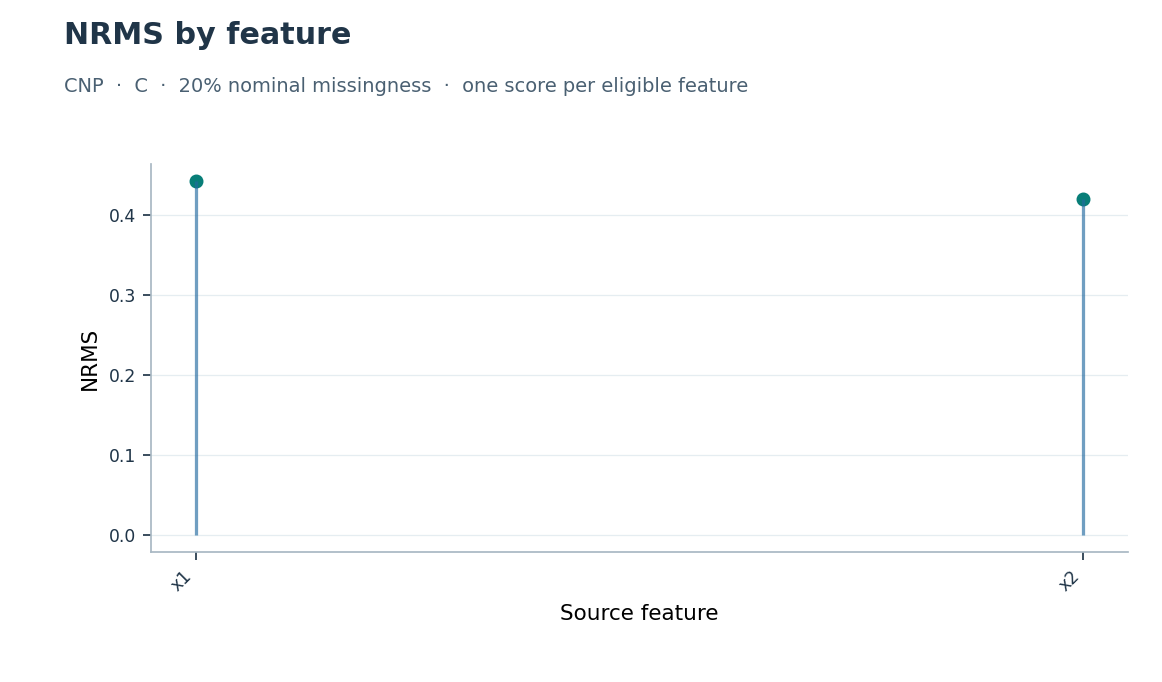 NRMS by feature
CNP · C · 20% nominal missingness · one score per eligible feature
0.4
0.3
0.2
0.1
0.0
NRMS
x1
x2
Source feature